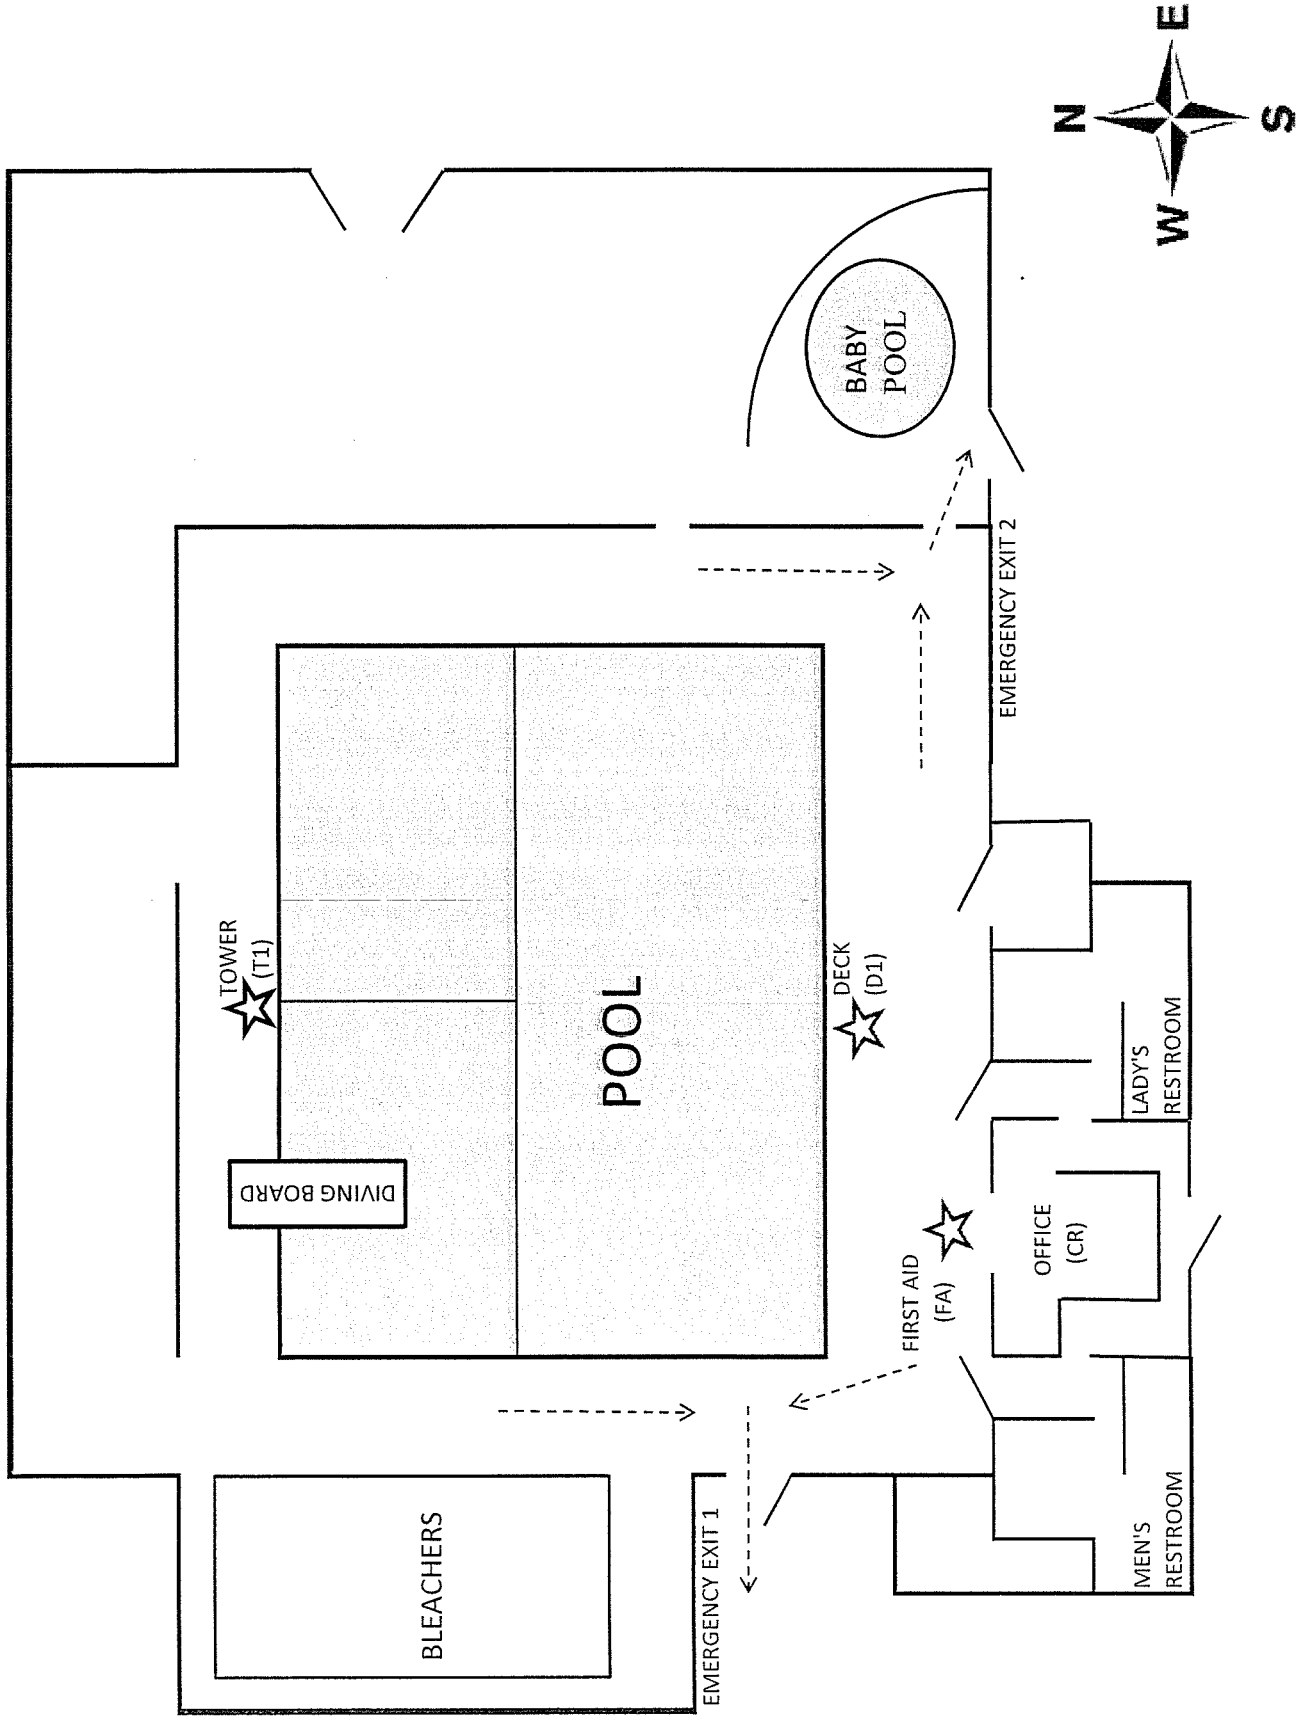 N
E
S
W
TOWER
(T1)
DIVING BOARD
POOL
DECK
(D1)
BABY
POOL
BLEACHERS
EMERGENCY EXIT 1
EMERGENCY EXIT 2
FIRST AID
(FA)
OFFICE
(CR)
LADY'S
RESTROOM
MEN'S
RESTROOM